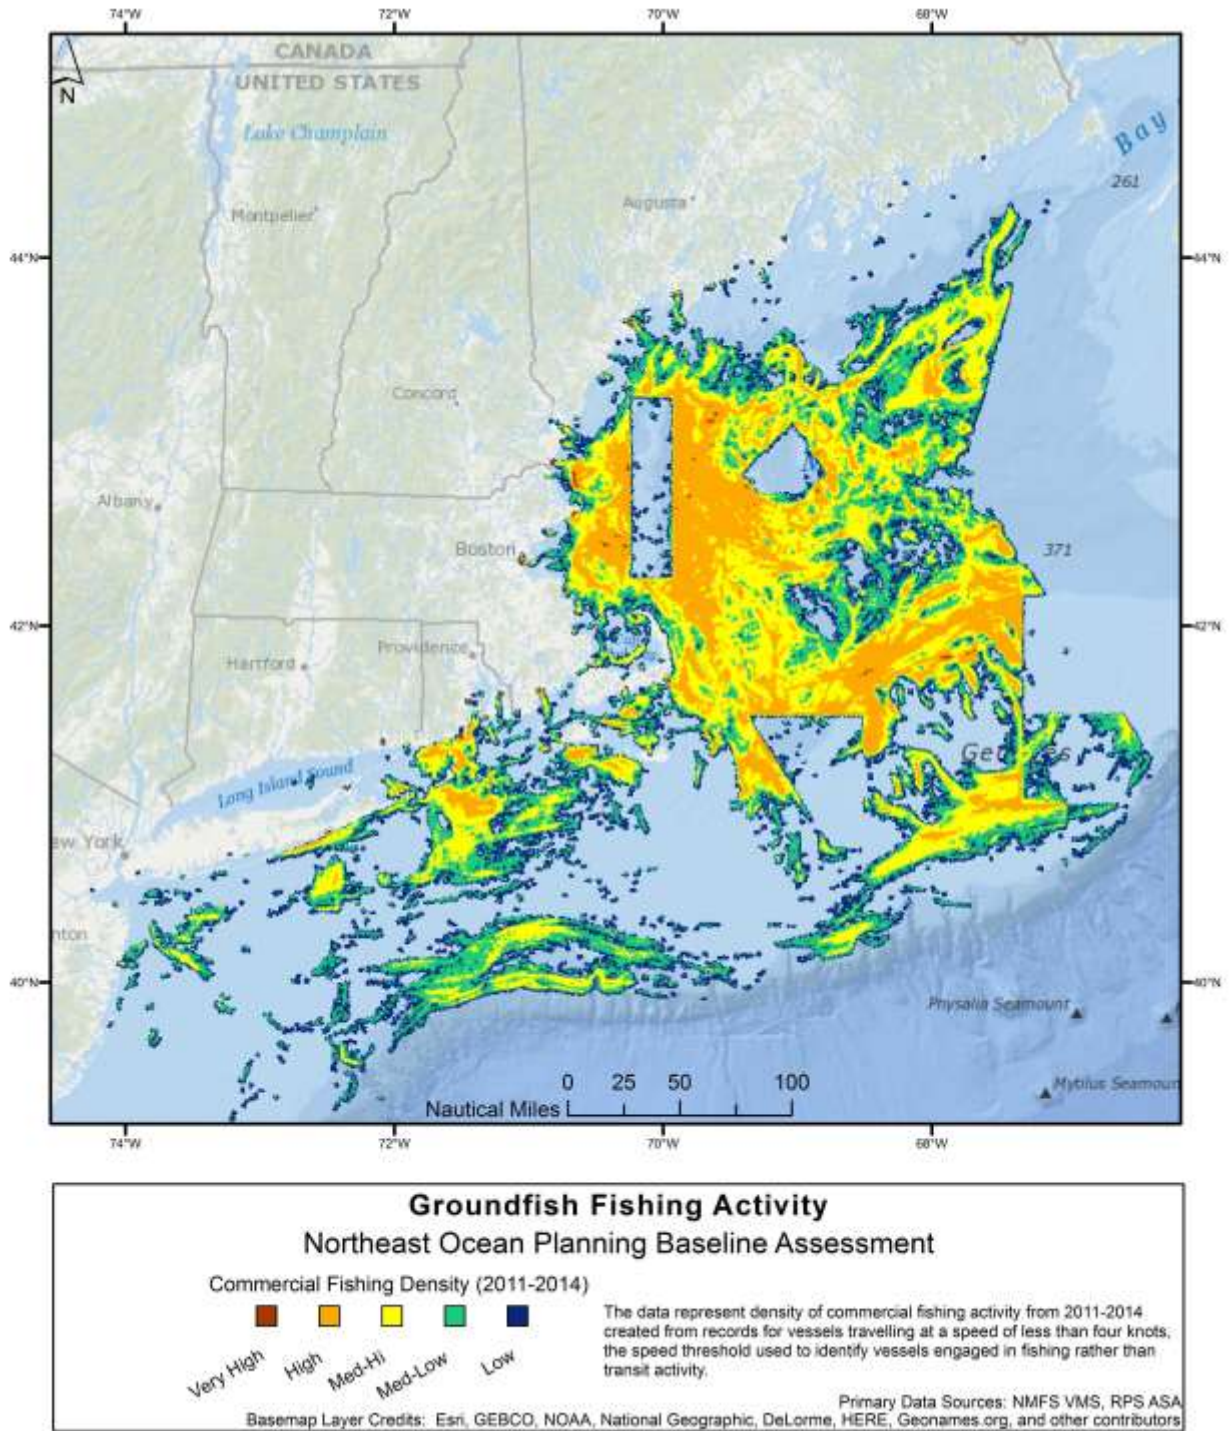 74°W 72°W 70°W 68°W
CANADA
UNITED STATES
N
Lake Champlain
Bay
261
Montpelier
Augusta
44°N 44°N
Concord
Albany
Boston
371
42°N 42°N
Hartford
Providence
Long Island Sound
ew York
nton
40°N 40°N
Physalia Seamount
Mytilus Seamoun
0 25 50 100
Nautical Miles
74°W 72°W 70°W 68°W
Groundfish Fishing Activity
Northeast Ocean Planning Baseline Assessment
Commercial Fishing Density (2011-2014)
Very High High Med-Hi Med-Low Low
The data represent density of commercial fishing activity from 2011-2014
created from records for vessels travelling at a speed of less than four knots,
the speed threshold used to identify vessels engaged in fishing rather than
transit activity.
Primary Data Sources: NMFS VMS, RPS ASA
Basemap Layer Credits: Esri, GEBCO, NOAA, National Geographic, DeLorme, HERE, Geonames.org, and other contributors